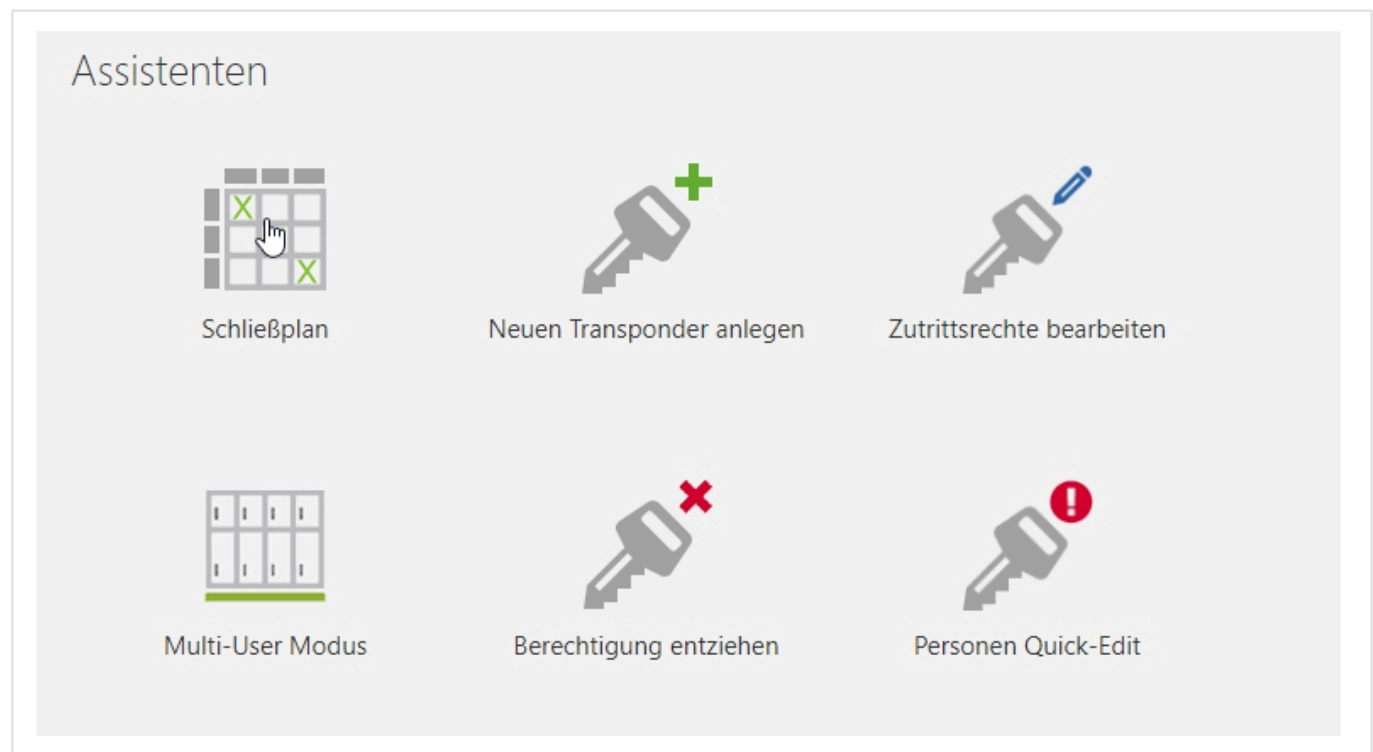 Assistenten
Schließplan
Neuen Transponder anlegen
Zutrittsrechte bearbeiten
Multi-User Modus
Berechtigung entziehen
Personen Quick-Edit